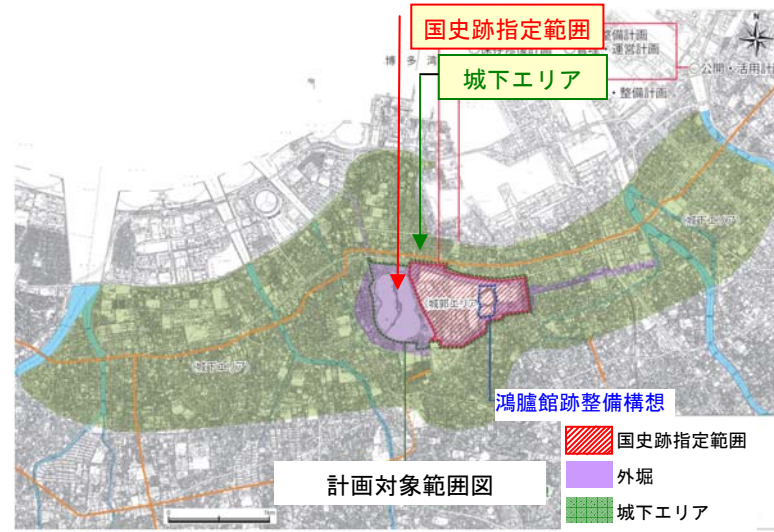 国史跡指定範囲
整備計画
管理・運営計画
博多湾
城下エリア
公開・活用計
・整備計画
城下エリア
城郭エリア
城下エリア
鴻臚館跡整備構想
国史跡指定範囲
外堀
城下エリア
計画対象範囲図